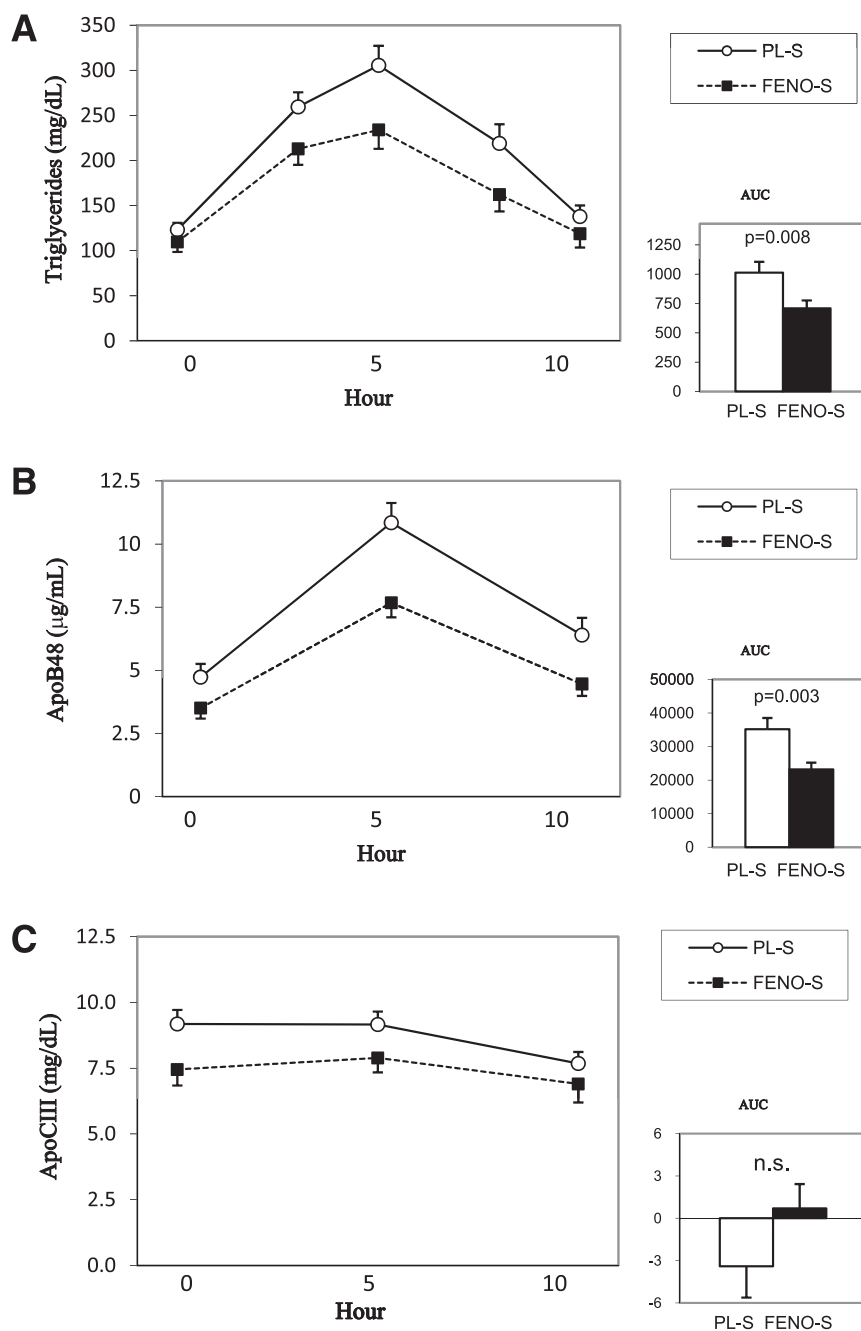 A
Triglycerides (mg/dL)
350
300
250
200
150
100
50
0
0 5 10
Hour
PL-S
FENO-S
AUC
p=0.008
1250
1000
750
500
250
0
PL-S FENO-S
B
ApoB48 (μg/mL)
12.5
10
7.5
5
2.5
0
0 5 10
Hour
PL-S
FENO-S
AUC
p=0.003
50000
40000
30000
20000
10000
0
PL-S FENO-S
C
ApoCIII (mg/dL)
12.5
10.0
7.5
5.0
2.5
0.0
0 5 10
Hour
PL-S
FENO-S
AUC
n.s.
6
3
0
-3
-6
PL-S FENO-S